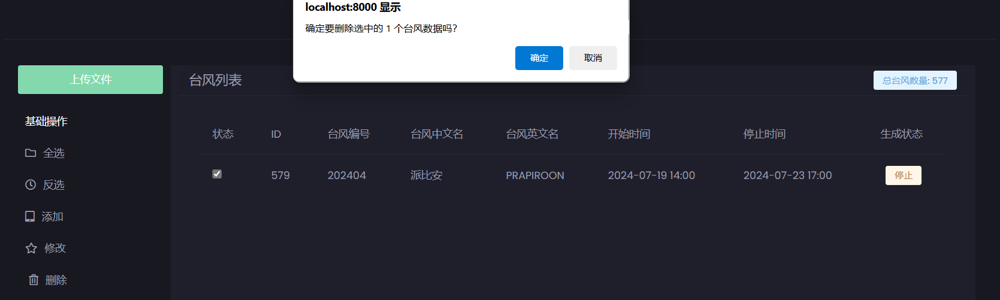 localhost:8000 显示
确定要删除选中的 1 个台风数据吗?
确定 取消
上传文件
台风列表
总台风数量: 577
基础操作
全选
反选
添加
修改
删除
状态 ID 台风编号 台风中文名 台风英文名 开始时间 停止时间 生成状态
579 202404 派比安 PRAPIROON 2024-07-19 14:00 2024-07-23 17:00 停止